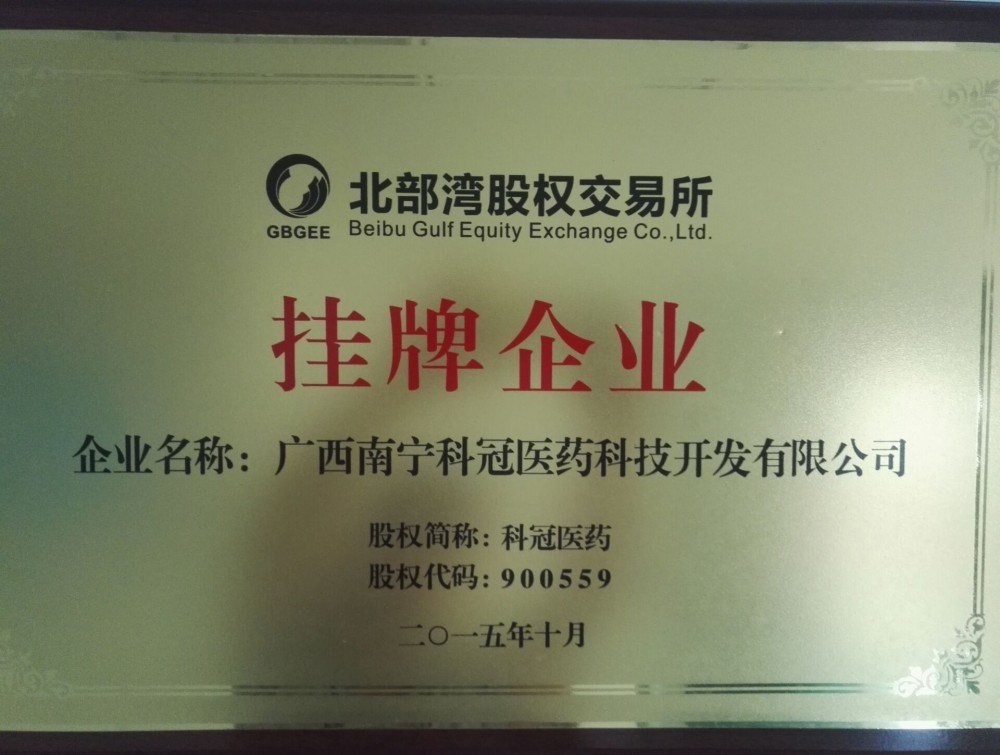 北部湾股权交易所
GBGEE
Beibu Gulf Equity Exchange Co.,Ltd.
挂牌企业
企业名称：广西南宁科冠医药科技开发有限公司
股权简称：科冠医药
股权代码：900559
二〇一五年十月